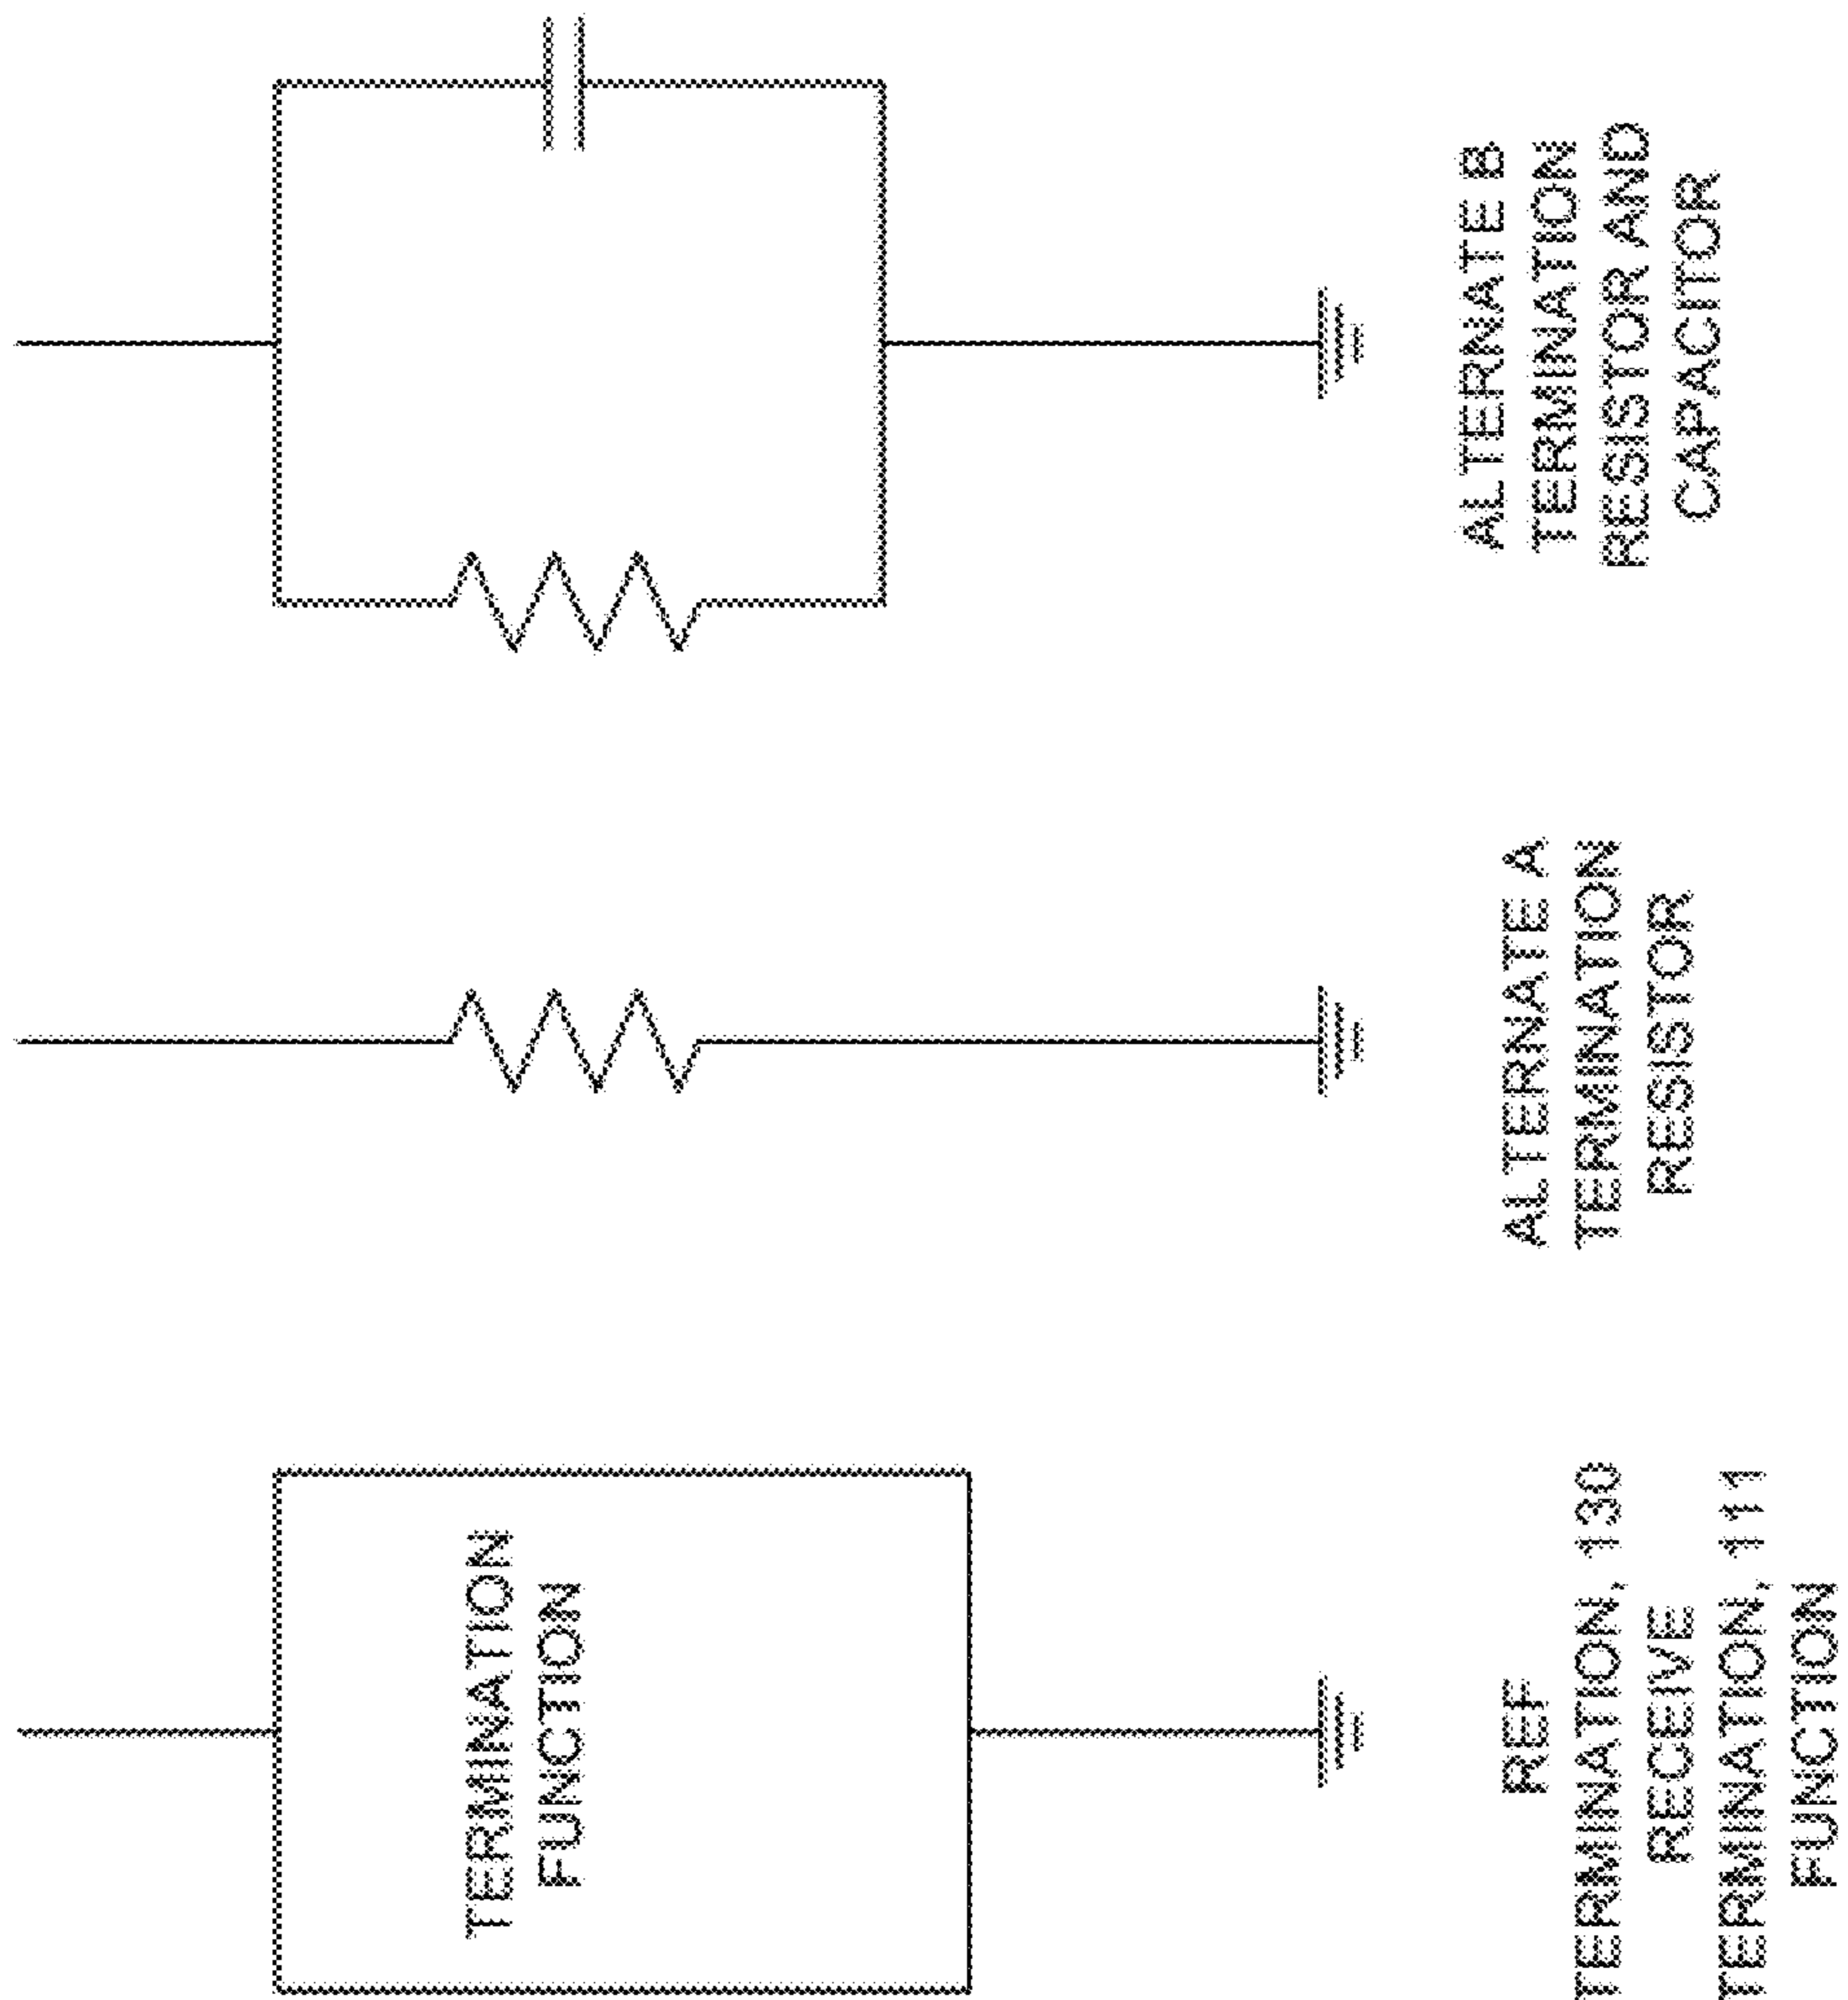 TERMINATION
FUNCTION
REF
TERMINATION, 130
RECEIVE
TERMINATION, 111
FUNCTION
ALTERNATE A
TERMINATION
RESISTOR
ALTERNATE B
TERMINATION
RESISTOR AND
CAPACITOR